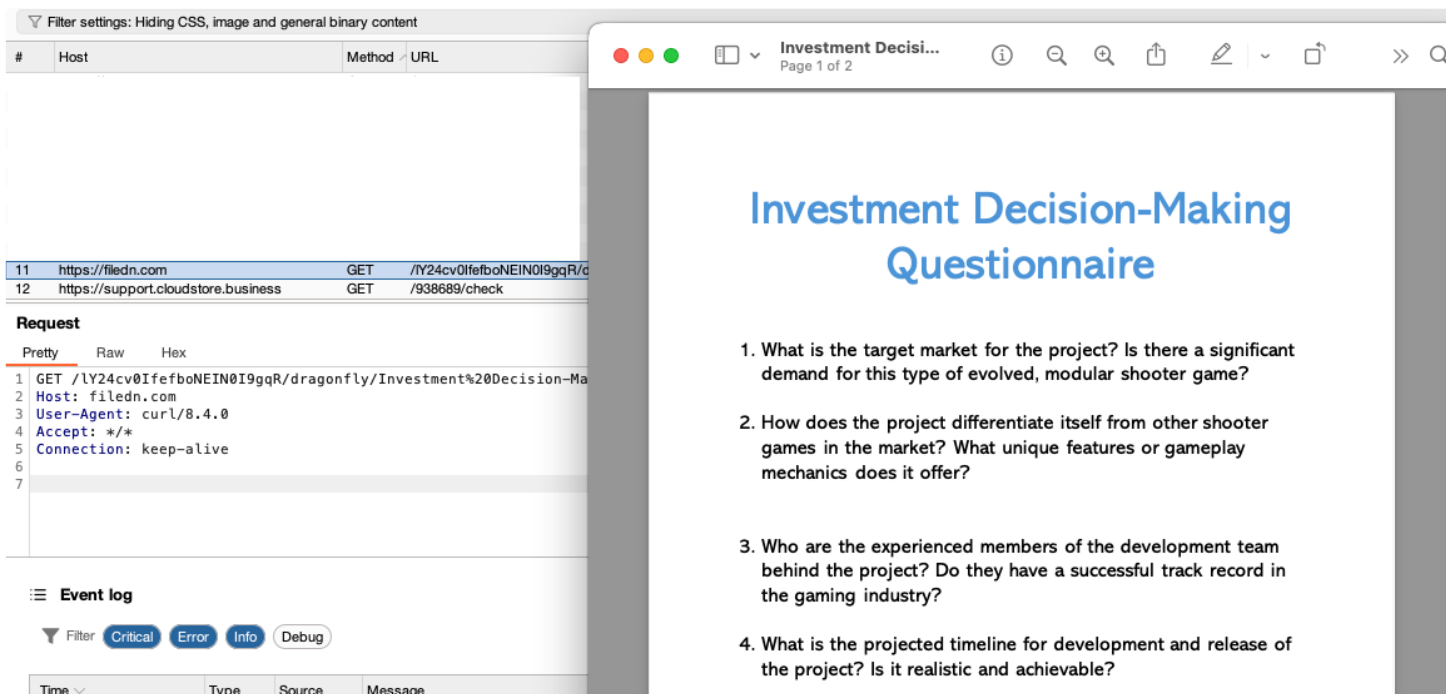 Filter settings: Hiding CSS, image and general binary content
# Host Method URL
11 https://filedn.com GET /lY24cv0IfefboNEIN0I9gqR/d
12 https://support.cloudstore.business GET /938689/check
Request
Pretty Raw Hex
1 GET /lY24cv0IfefboNEIN0I9gqR/dragonfly/Investment%20Decision-Ma
2 Host: filedn.com
3 User-Agent: curl/8.4.0
4 Accept: */*
5 Connection: keep-alive
6
7
Event log
Filter Critical Error Info Debug
Time Type Source Message
Investment Decisi...
Page 1 of 2
Investment Decision-Making
Questionnaire
1. What is the target market for the project? Is there a significant
demand for this type of evolved, modular shooter game?
2. How does the project differentiate itself from other shooter
games in the market? What unique features or gameplay
mechanics does it offer?
3. Who are the experienced members of the development team
behind the project? Do they have a successful track record in
the gaming industry?
4. What is the projected timeline for development and release of
the project? Is it realistic and achievable?